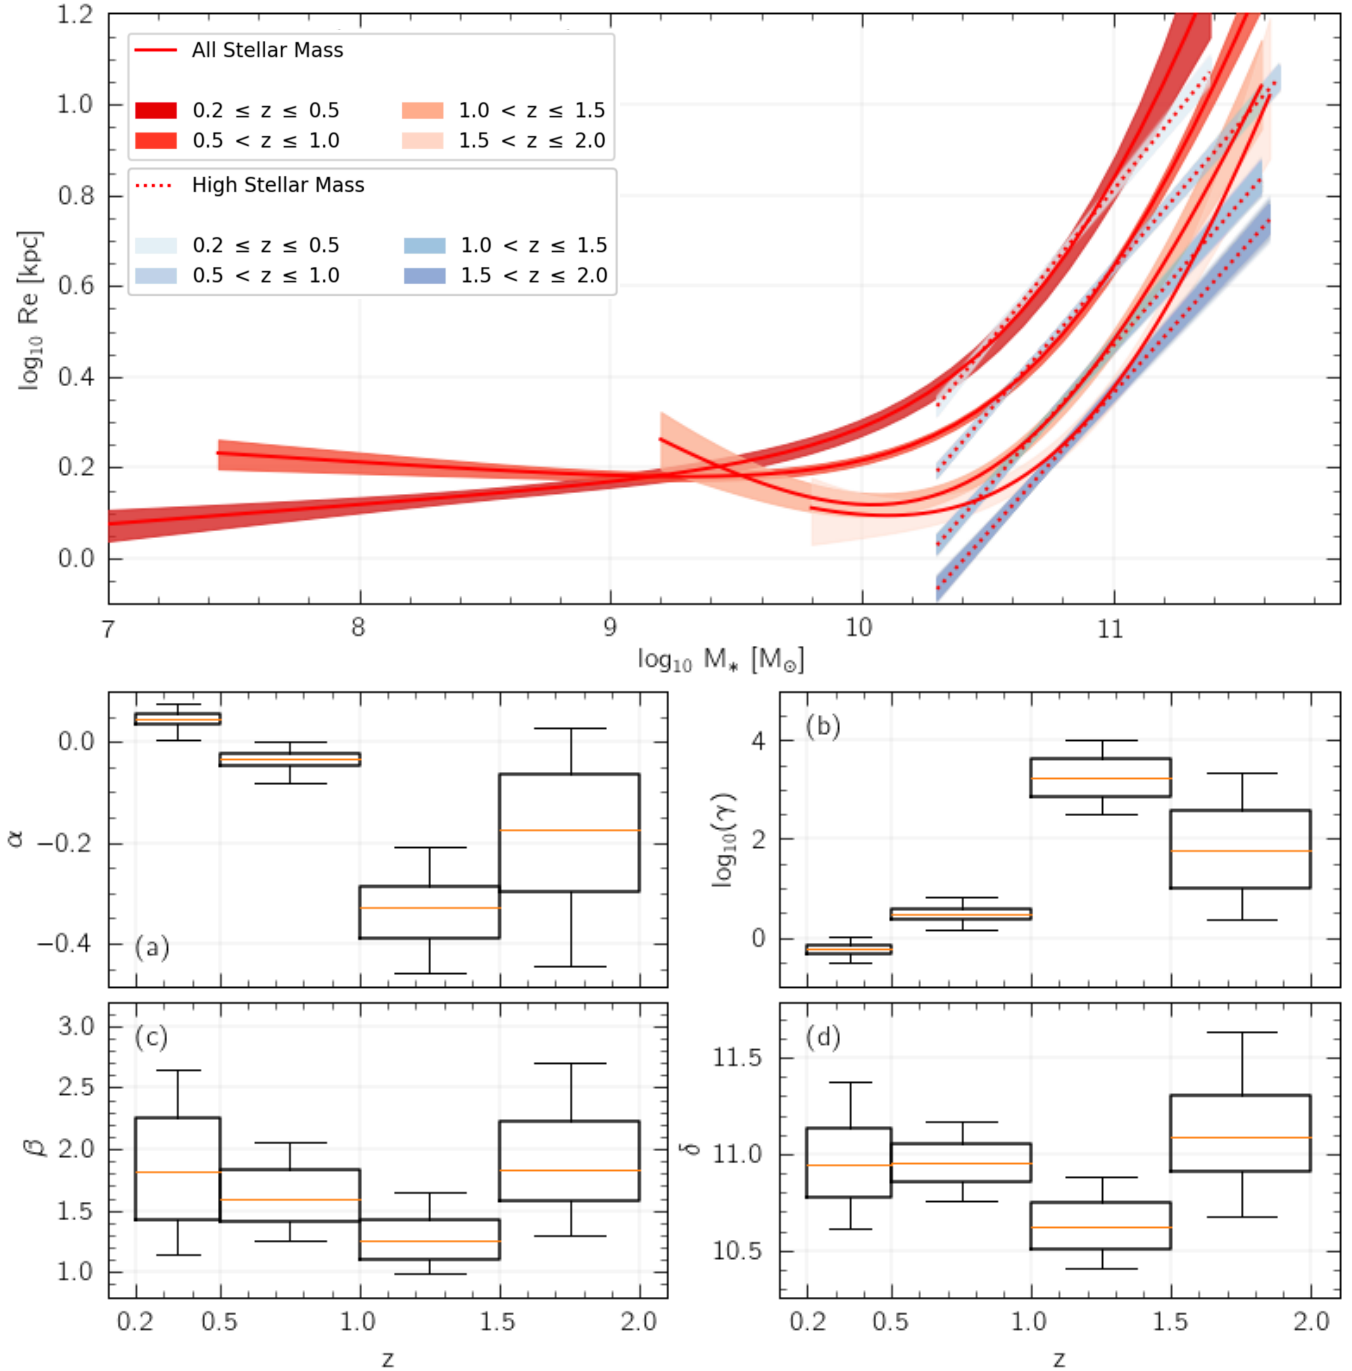 1.2
1.0
0.8
0.6
0.4
0.2
0.0
log10 Re [kpc]
All Stellar Mass
0.2 ≤ z ≤ 0.5 1.0 < z ≤ 1.5
0.5 < z ≤ 1.0 1.5 < z ≤ 2.0
High Stellar Mass
0.2 ≤ z ≤ 0.5 1.0 < z ≤ 1.5
0.5 < z ≤ 1.0 1.5 < z ≤ 2.0
7 8 9 10 11
log10 M* [M⊙]
0.0
−0.2
−0.4
α
(a)
4
2
0
log10(γ)
(b)
3.0
2.5
2.0
1.5
1.0
β
(c)
0.2 0.5 1.0 1.5 2.0
z
11.5
11.0
10.5
δ
(d)
0.2 0.5 1.0 1.5 2.0
z